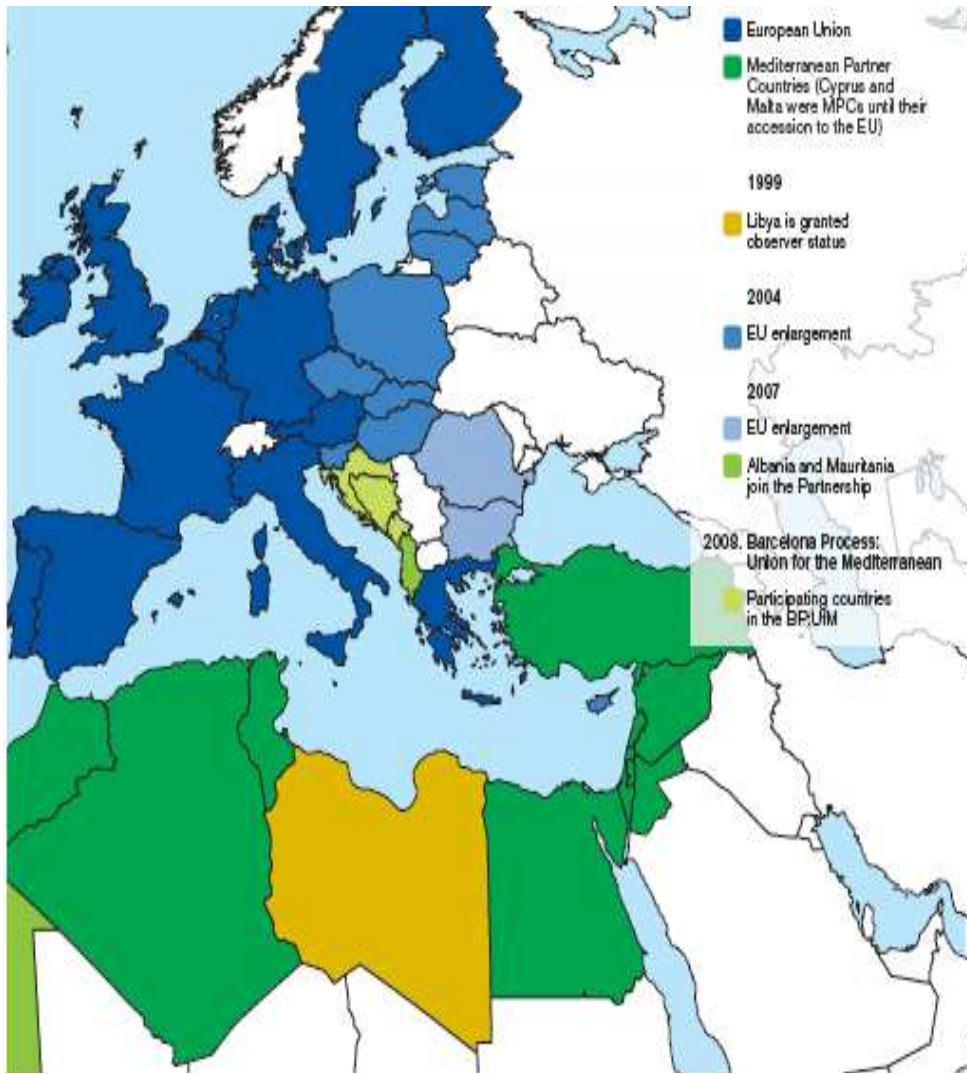 European Union
Mediterranean Partner
Countries (Cyprus and
Malta were MPCs until their
accession to the EU)
1999
Libya is granted
observer status
2004
EU enlargement
2007
EU enlargement
Albania and Mauritania
join the Partnership
2008. Barcelona Process:
Union for the Mediterranean
Participating countries
in the BP:UfM